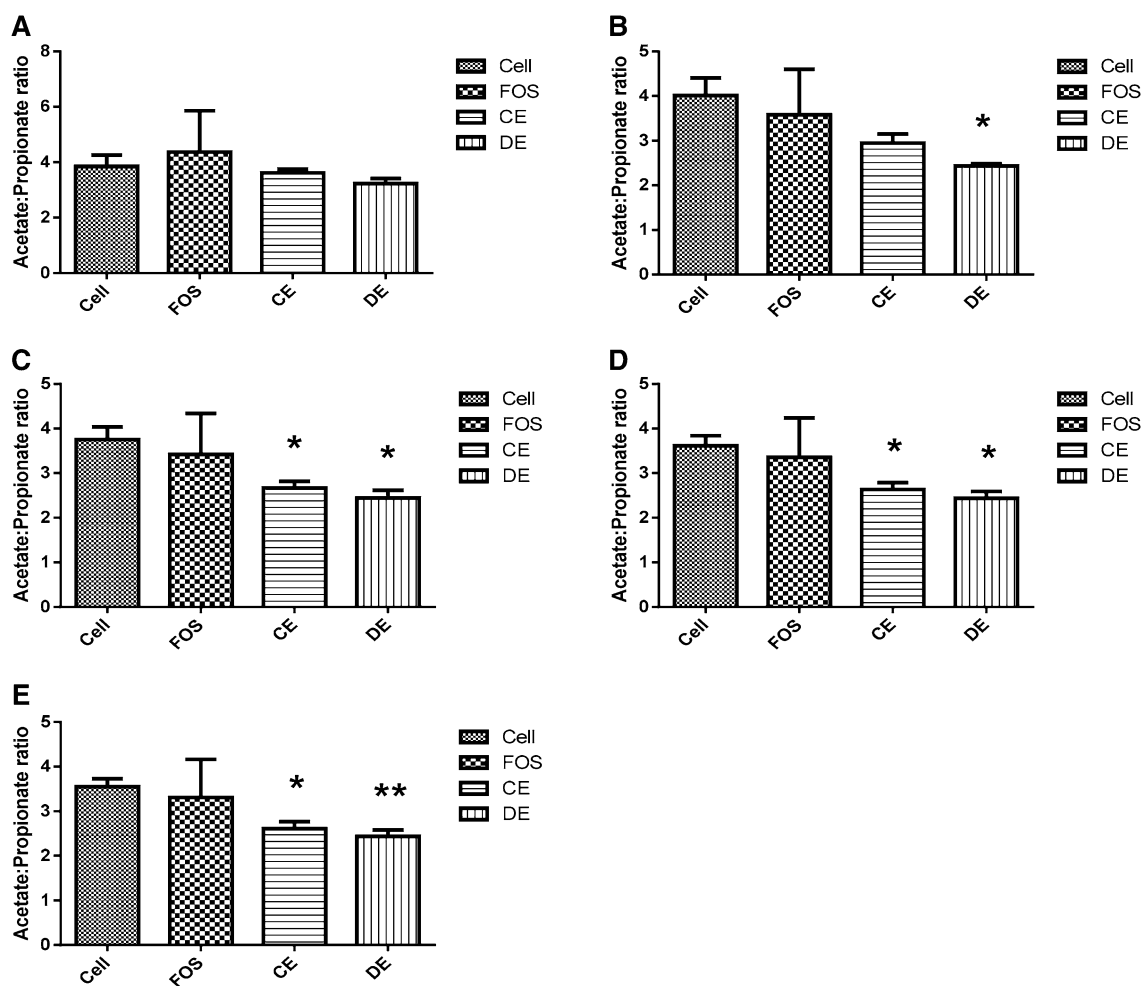 A
Acetate:Propionate ratio
8
6
4
2
0
Cell
FOS
CE
DE
Cell
FOS
CE
DE
B
Acetate:Propionate ratio
5
4
3
2
1
0
*
Cell
FOS
CE
DE
Cell
FOS
CE
DE
C
Acetate:Propionate ratio
5
4
3
2
1
0
* *
Cell
FOS
CE
DE
Cell
FOS
CE
DE
D
Acetate:Propionate ratio
5
4
3
2
1
0
* *
Cell
FOS
CE
DE
Cell
FOS
CE
DE
E
Acetate:Propionate ratio
5
4
3
2
1
0
* **
Cell
FOS
CE
DE
Cell
FOS
CE
DE